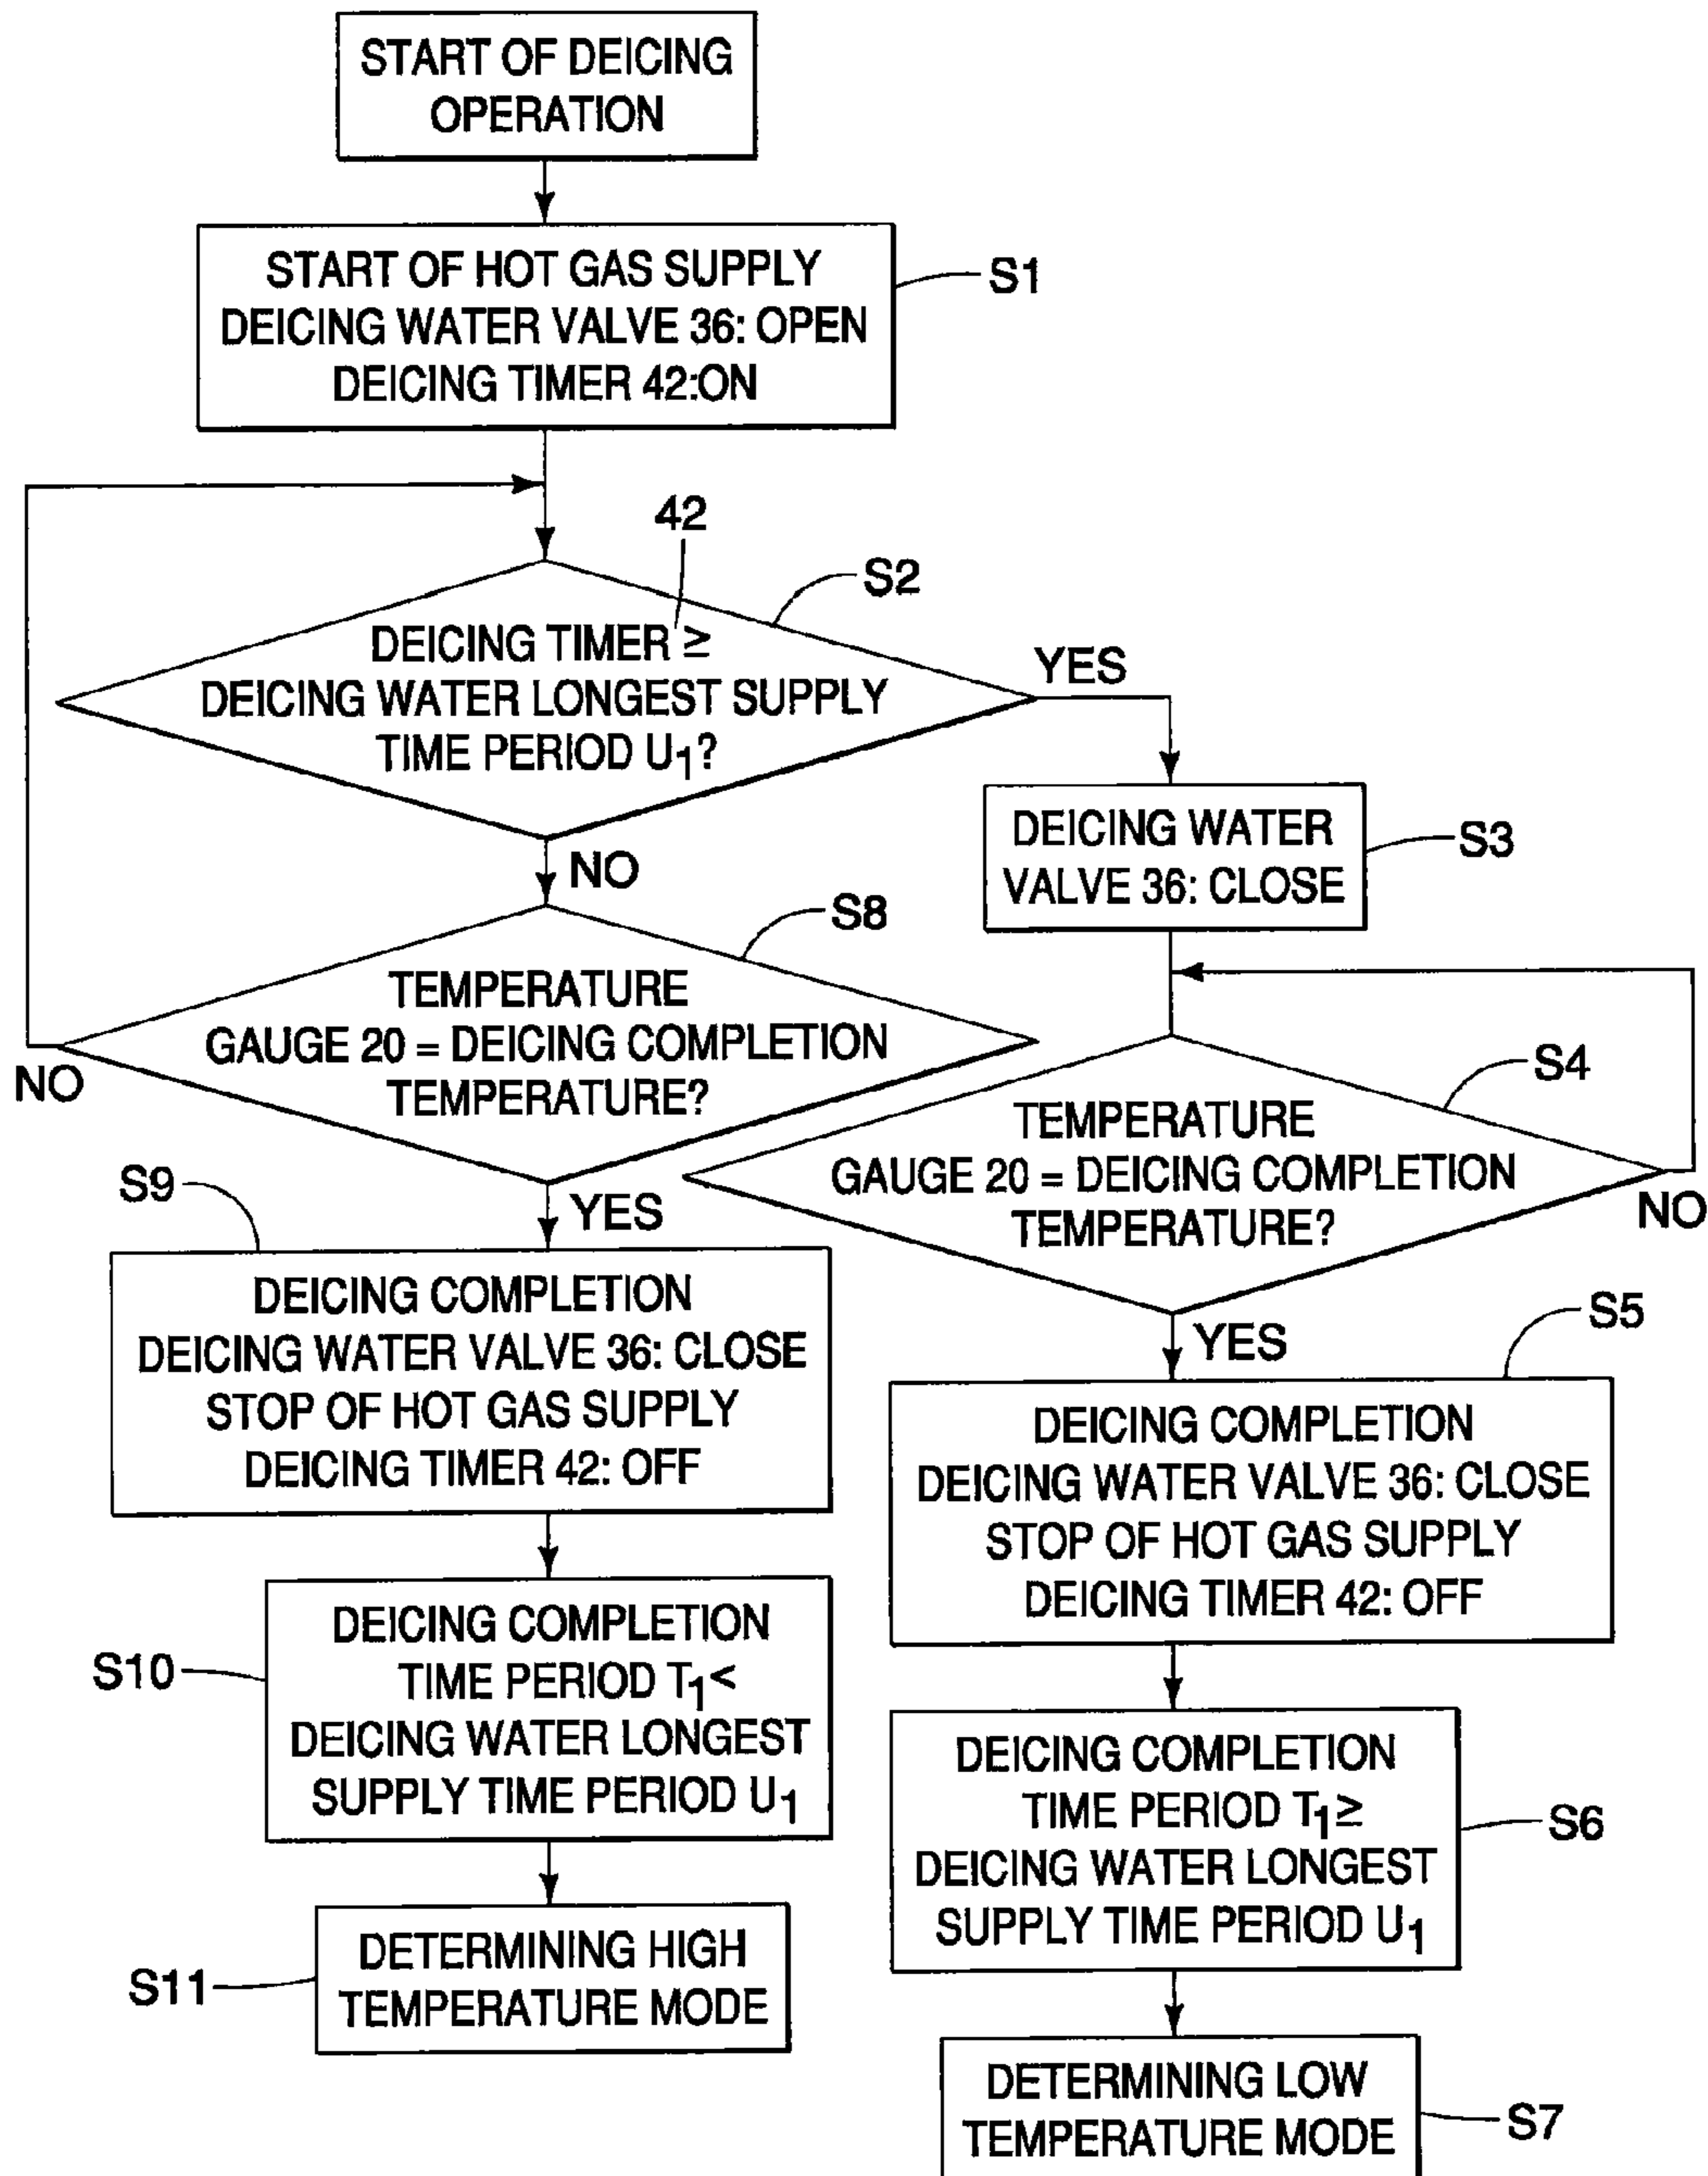 START OF DEICING
OPERATION
START OF HOT GAS SUPPLY
DEICING WATER VALVE 36: OPEN
DEICING TIMER 42:ON
S1
42
S2
DEICING TIMER ≥
DEICING WATER LONGEST SUPPLY
TIME PERIOD U1?
YES
NO
DEICING WATER
VALVE 36: CLOSE
S3
S8
TEMPERATURE
GAUGE 20 = DEICING COMPLETION
TEMPERATURE?
NO
YES
S4
TEMPERATURE
GAUGE 20 = DEICING COMPLETION
TEMPERATURE?
NO
YES
S9
DEICING COMPLETION
DEICING WATER VALVE 36: CLOSE
STOP OF HOT GAS SUPPLY
DEICING TIMER 42: OFF
S5
DEICING COMPLETION
DEICING WATER VALVE 36: CLOSE
STOP OF HOT GAS SUPPLY
DEICING TIMER 42: OFF
S10
DEICING COMPLETION
TIME PERIOD T1<
DEICING WATER LONGEST
SUPPLY TIME PERIOD U1
DEICING COMPLETION
TIME PERIOD T1≥
DEICING WATER LONGEST
SUPPLY TIME PERIOD U1
S6
S11
DETERMINING HIGH
TEMPERATURE MODE
DETERMINING LOW
TEMPERATURE MODE
S7